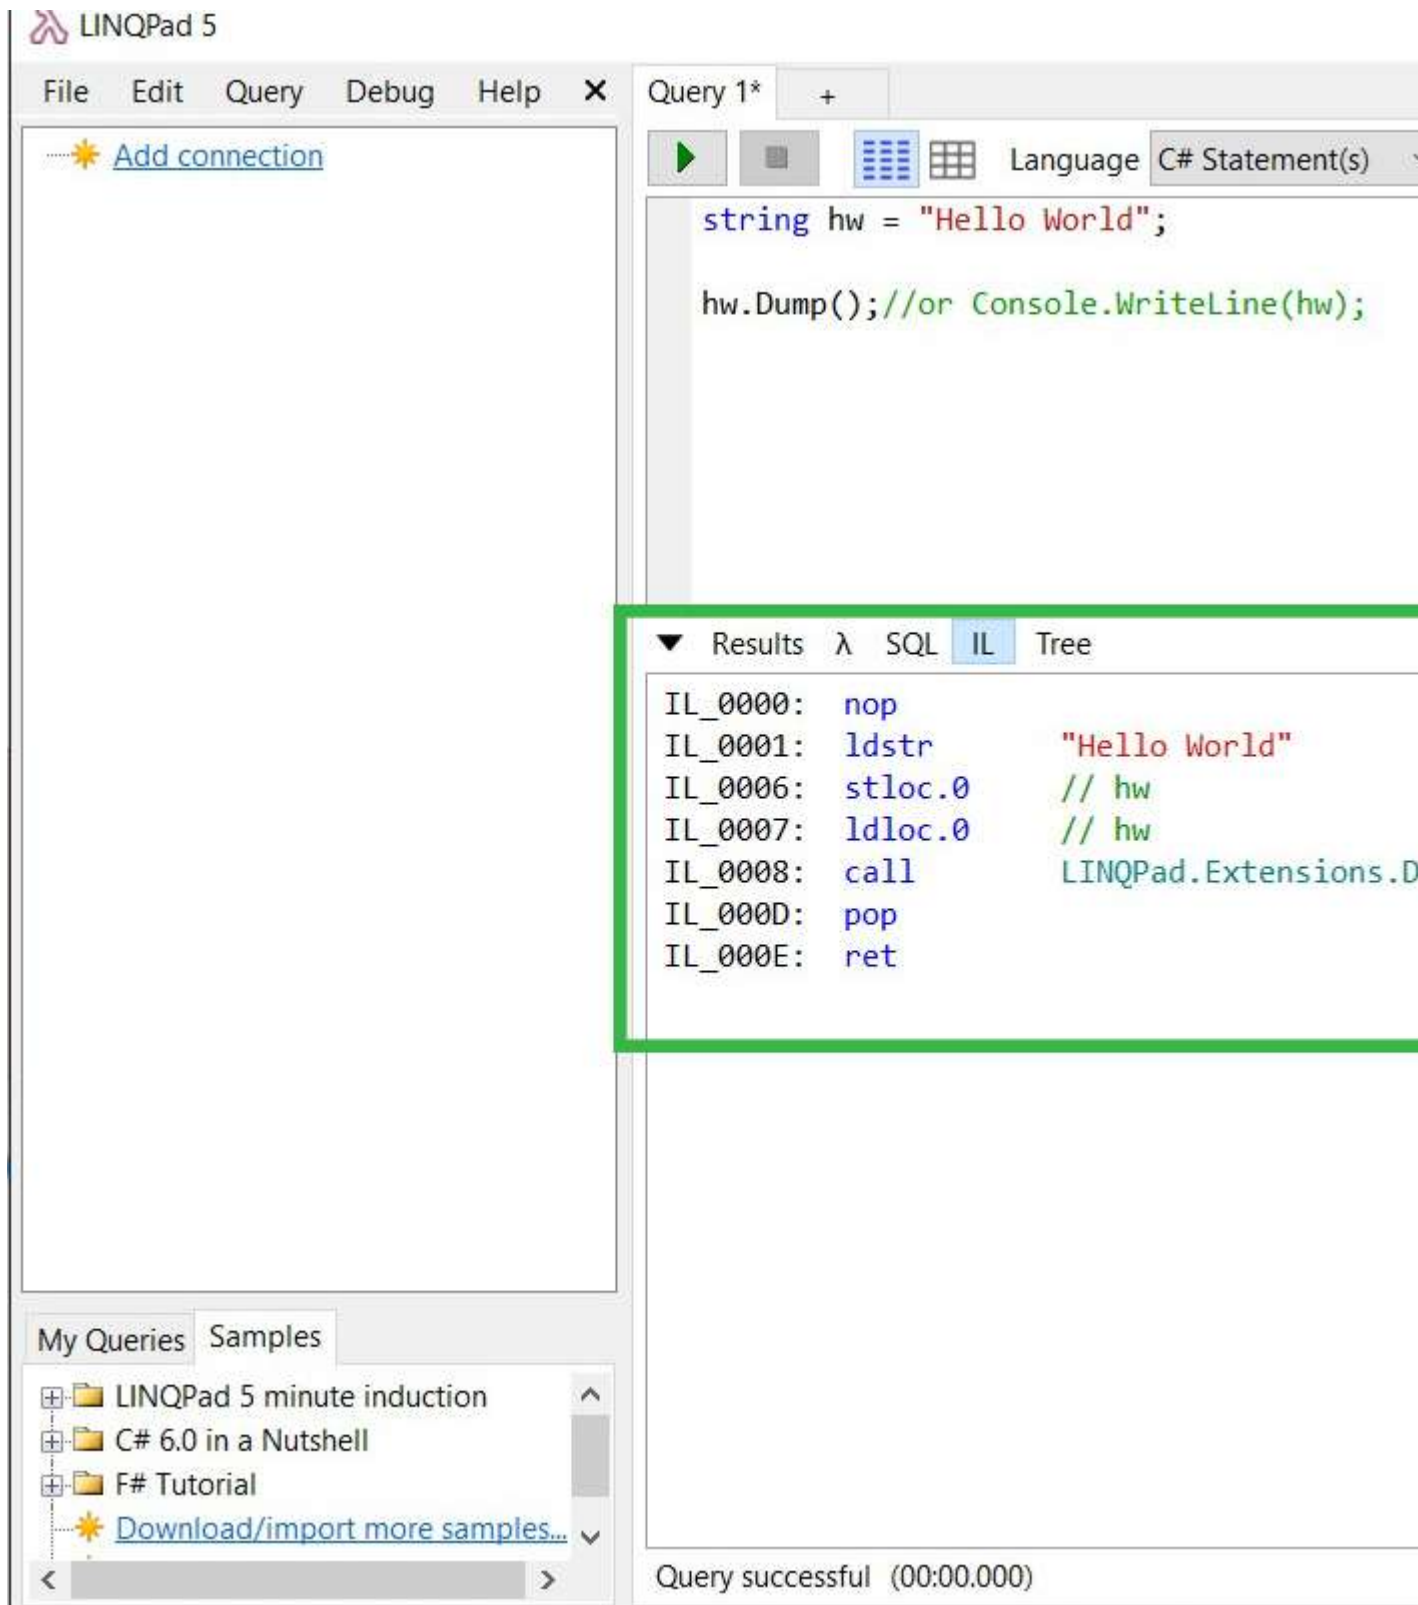 LINQPad 5
File Edit Query Debug Help
Add connection
My Queries Samples
LINQPad 5 minute induction
C# 6.0 in a Nutshell
F# Tutorial
Download/import more samples...
Query 1* +
Language C# Statement(s)
string hw = "Hello World";
hw.Dump();//or Console.WriteLine(hw);
Results λ SQL IL Tree
IL_0000: nop
IL_0001: ldstr "Hello World"
IL_0006: stloc.0 // hw
IL_0007: ldloc.0 // hw
IL_0008: call LINQPad.Extensions.D
IL_000D: pop
IL_000E: ret
Query successful (00:00.000)